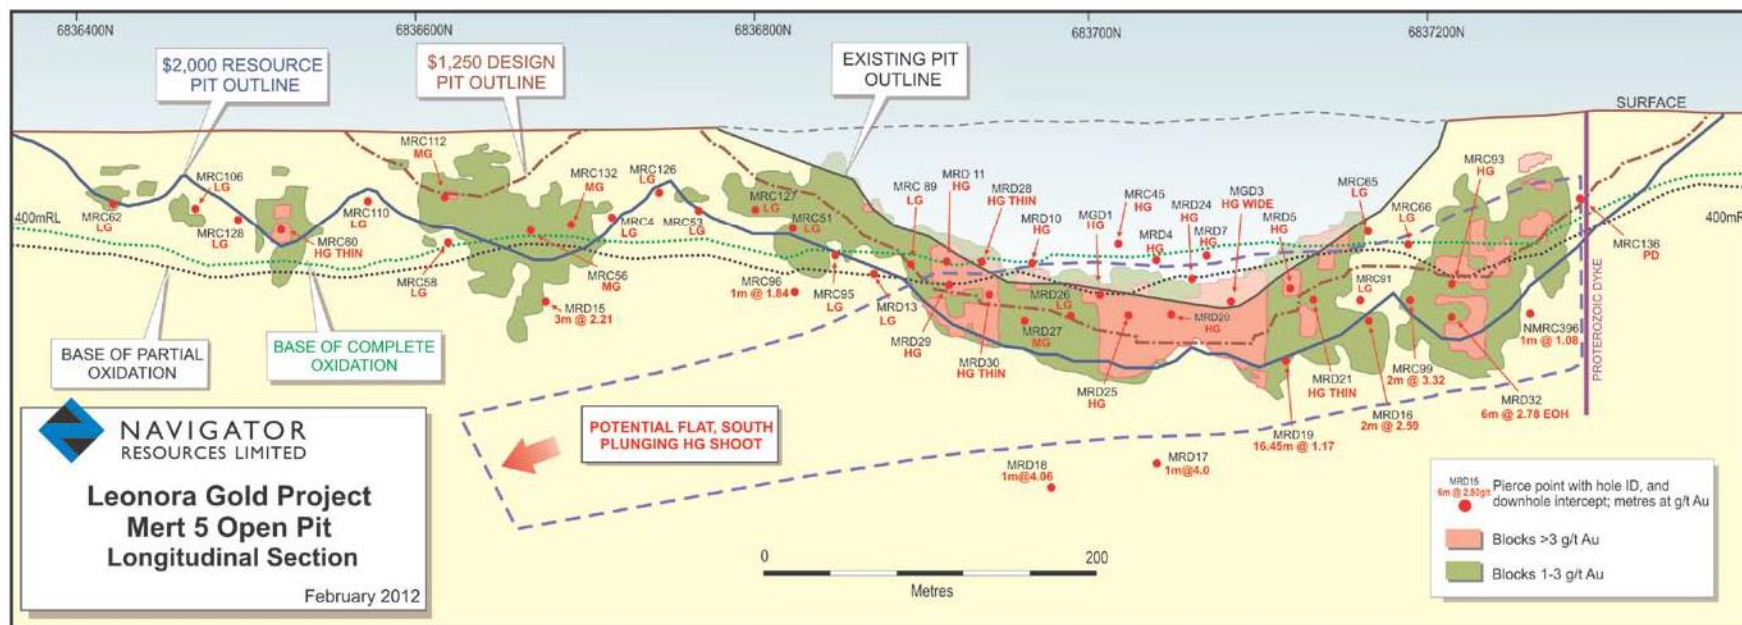 6836400N
6836600N
6836800N
683700N
6837200N
$2,000 RESOURCE
PIT OUTLINE
$1,250 DESIGN
PIT OUTLINE
EXISTING PIT
OUTLINE
SURFACE
MRC112
MG
MRC106
LG
MRC62
LG
MRC128
LG
MRC60
HG THIN
MRC110
LG
MRC58
LG
MRC132
MG
MRC56
MG
MRD15
3m @ 2.21
MRC126
LG
MRC4
LG
MRC53
LG
MRC127
LG
MRC51
LG
MRC96
1m @ 1.84
MRC95
LG
MRD13
LG
MRC 89
LG
MRD 11
HG
MRD28
HG THIN
MRD10
HG
MGD1
HG
MRC45
HG
MRD4
HG
MRD24
HG
MRD7
HG
MGD3
HG WIDE
MRD5
HG
MRC65
LG
MRC66
LG
MRC93
HG
MRC136
PD
MRC91
LG
MRD26
LG
MRD27
MG
MRD20
HG
MRD29
HG
MRD30
HG THIN
MRD25
HG
MRD19
16.45m @ 1.17
MRD21
HG THIN
MRD16
2m @ 2.59
MRC99
2m @ 3.32
MRD32
6m @ 2.78 EOH
NMRC396
1m @ 1.08
MRD18
1m@4.06
MRD17
1m@4.0
400mRL
400mR
PROTEROZOIC DYKE
BASE OF PARTIAL
OXIDATION
BASE OF COMPLETE
OXIDATION
POTENTIAL FLAT, SOUTH
PLUNGING HG SHOOT
NAVIGATOR
RESOURCES LIMITED
Leonora Gold Project
Mert 5 Open Pit
Longitudinal Section
February 2012
0
200
Metres
MRD15
6m @ 2.80g/t
Pierce point with hole ID, and
downhole intercept; metres at g/t Au
Blocks >3 g/t Au
Blocks 1-3 g/t Au